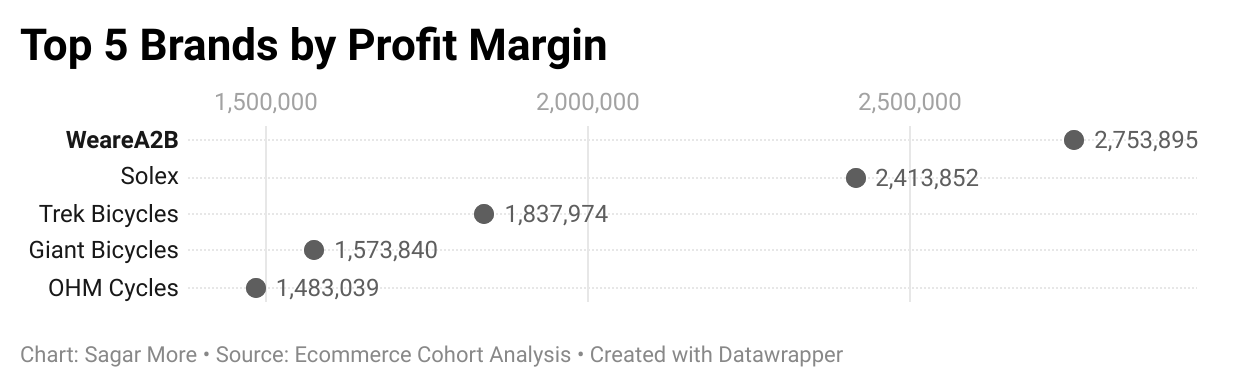 Top 5 Brands by Profit Margin
1,500,000 2,000,000 2,500,000
WeareA2B 2,753,895
Solex 2,413,852
Trek Bicycles 1,837,974
Giant Bicycles 1,573,840
OHM Cycles 1,483,039
Chart: Sagar More • Source: Ecommerce Cohort Analysis • Created with Datawrapper